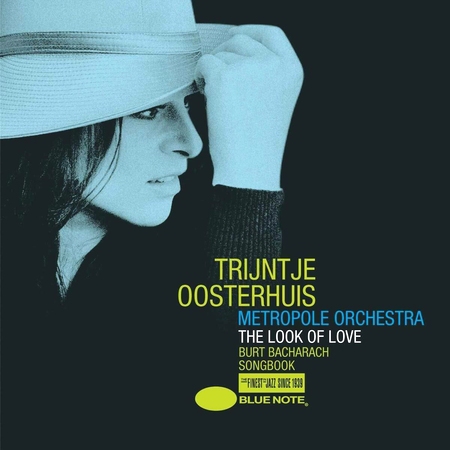 TRIJNTJE
OOSTERHUIS
METROPOLE ORCHESTRA
THE LOOK OF LOVE
BURT BACHARACH
SONGBOOK
THE FINEST IN JAZZ SINCE 1939
BLUE NOTE®